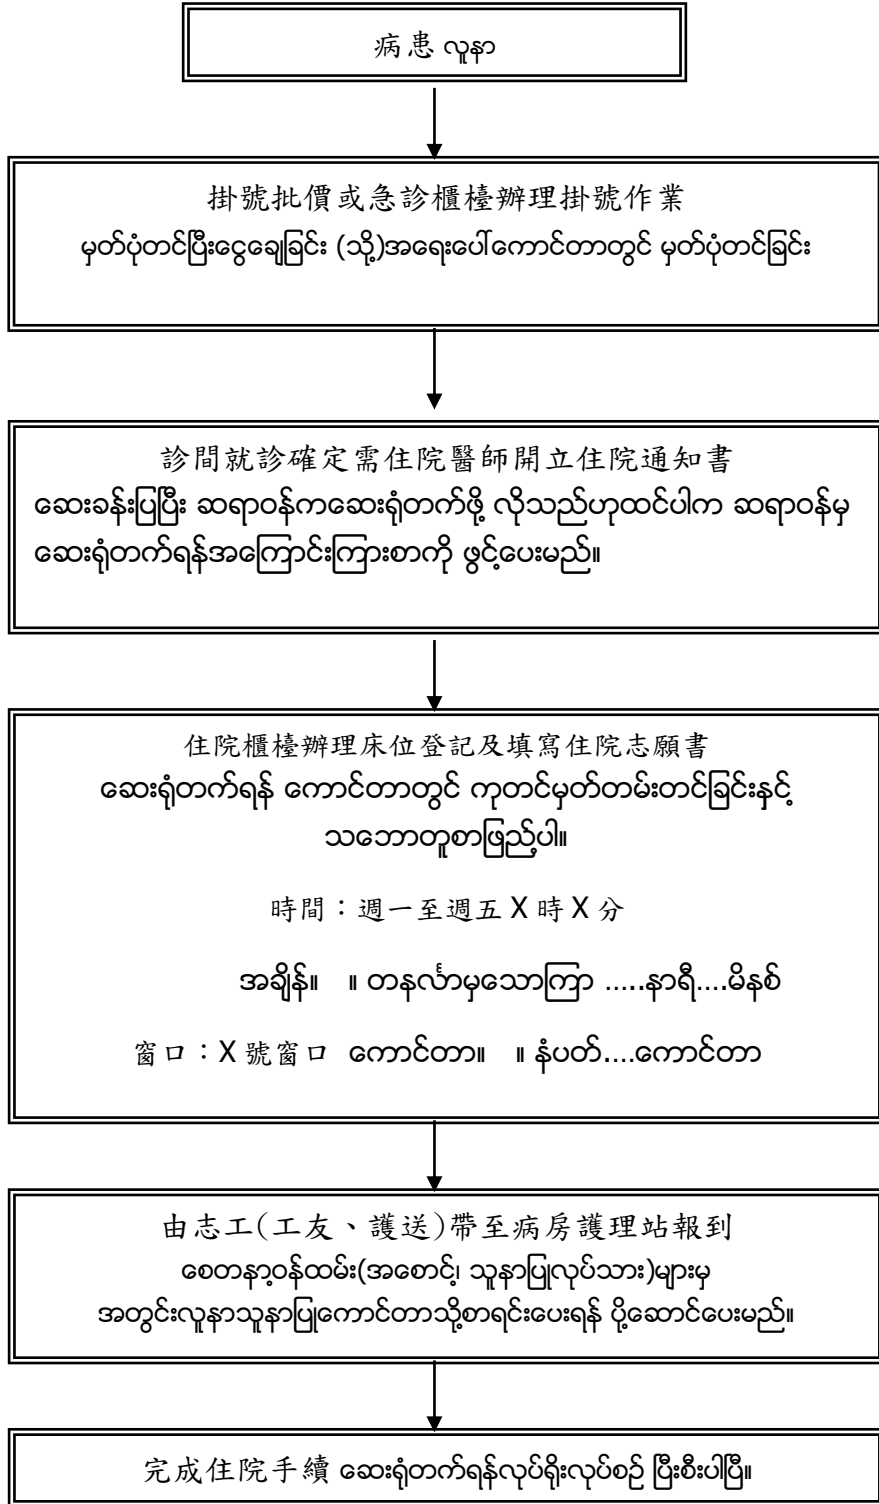 病患 လူနာ
掛號批價或急診櫃檯辦理掛號作業
မှတ်ပုံတင်ပြီးငွေချေခြင်း (သို့)အရေးပေါ်ကောင်တာတွင် မှတ်ပုံတင်ခြင်း
診間就診確定需住院醫師開立住院通知書
ဆေးခန်းပြပြီး ဆရာဝန်ကဆေးရုံတက်ဖို့ လိုသည်ဟုထင်ပါက ဆရာဝန်မှ
ဆေးရုံတက်ရန်အကြောင်းကြားစာကို ဖွင့်ပေးမည်။
住院櫃檯辦理床位登記及填寫住院志願書
ဆေးရုံတက်ရန် ကောင်တာတွင် ကုတင်မှတ်တမ်းတင်ခြင်းနှင့်
သဘောတူစာဖြည့်ပါ။
時間：週一至週五 X 時 X 分
အချိန်။ ။ တနင်္လာမှသောကြာ .....နာရီ....မိနစ်
窗口：X 號窗口 ကောင်တာ။ ။ နံပတ်....ကောင်တာ
由志工(工友、護送)帶至病房護理站報到
စေတနာ့ဝန်ထမ်း(အစောင့်၊ သူနာပြုလုပ်သား)များမှ
အတွင်းလူနာသူနာပြုကောင်တာသို့စာရင်းပေးရန် ပို့ဆောင်ပေးမည်။
完成住院手續 ဆေးရုံတက်ရန်လုပ်ရိုးလုပ်စဉ် ပြီးစီးပါပြီ။